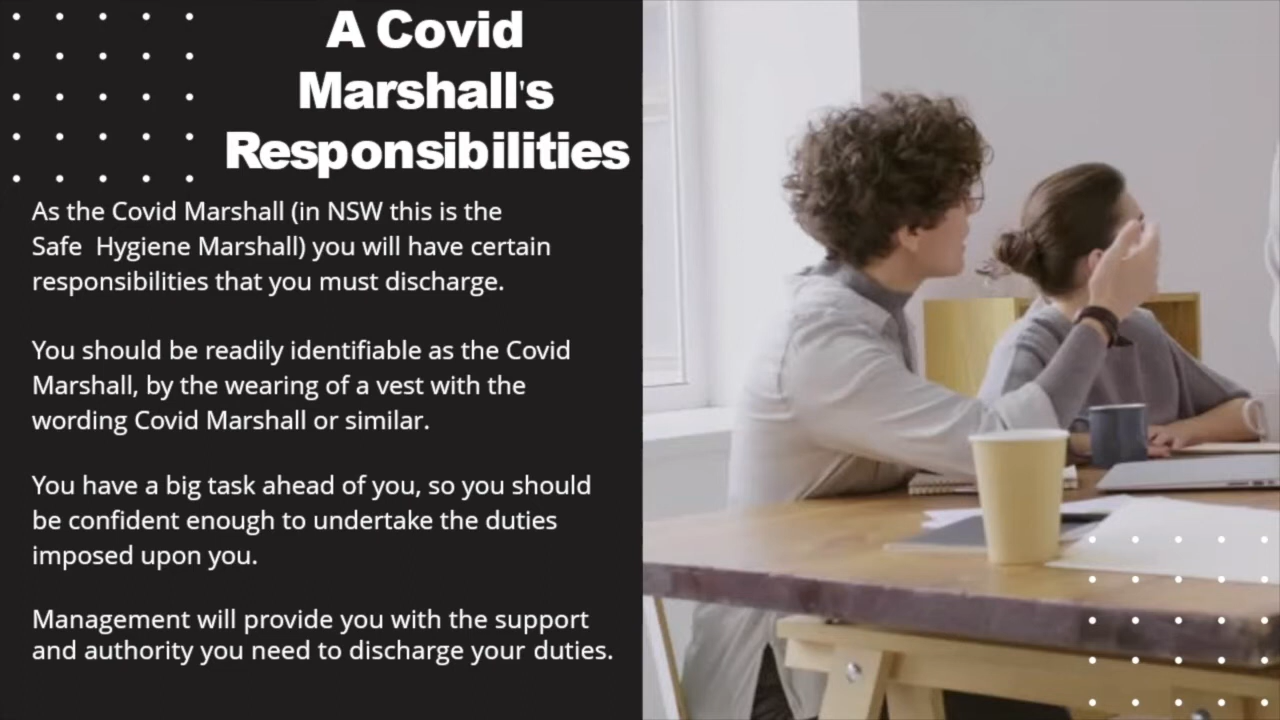 A Covid
Marshall's
Responsibilities
As the Covid Marshall (in NSW this is the
Safe  Hygiene Marshall) you will have certain
responsibilities that you must discharge.
You should be readily identifiable as the Covid
Marshall, by the wearing of a vest with the
wording Covid Marshall or similar.
You have a big task ahead of you, so you should
be confident enough to undertake the duties
imposed upon you.
Management will provide you with the support
and authority you need to discharge your duties.